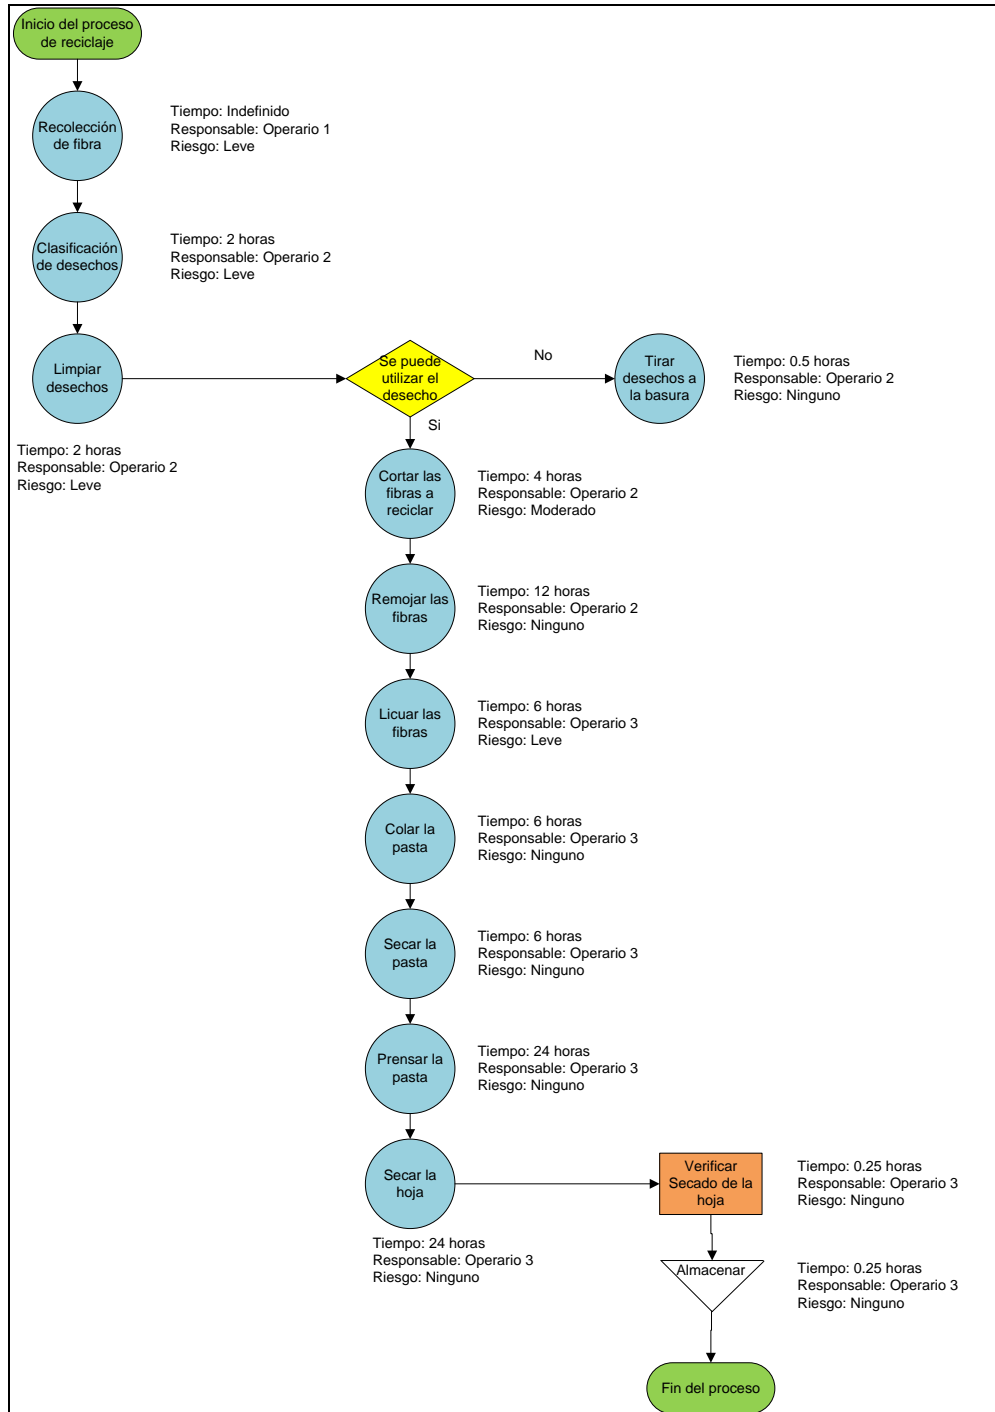 Inicio del proceso
de reciclaje
Recolección
de fibra
Tiempo: Indefinido
Responsable: Operario 1
Riesgo: Leve
Clasificación
de desechos
Tiempo: 2 horas
Responsable: Operario 2
Riesgo: Leve
Limpiar
desechos
Tiempo: 2 horas
Responsable: Operario 2
Riesgo: Leve
Se puede
utilizar el
desecho
No
Tirar
desechos a
la basura
Tiempo: 0.5 horas
Responsable: Operario 2
Riesgo: Ninguno
Si
Cortar las
fibras a
reciclar
Tiempo: 4 horas
Responsable: Operario 2
Riesgo: Moderado
Remojar las
fibras
Tiempo: 12 horas
Responsable: Operario 2
Riesgo: Ninguno
Licuar las
fibras
Tiempo: 6 horas
Responsable: Operario 3
Riesgo: Leve
Colar la
pasta
Tiempo: 6 horas
Responsable: Operario 3
Riesgo: Ninguno
Secar la
pasta
Tiempo: 6 horas
Responsable: Operario 3
Riesgo: Ninguno
Prensar la
pasta
Tiempo: 24 horas
Responsable: Operario 3
Riesgo: Ninguno
Secar la
hoja
Tiempo: 24 horas
Responsable: Operario 3
Riesgo: Ninguno
Verificar
Secado de la
hoja
Tiempo: 0.25 horas
Responsable: Operario 3
Riesgo: Ninguno
Almacenar
Tiempo: 0.25 horas
Responsable: Operario 3
Riesgo: Ninguno
Fin del proceso